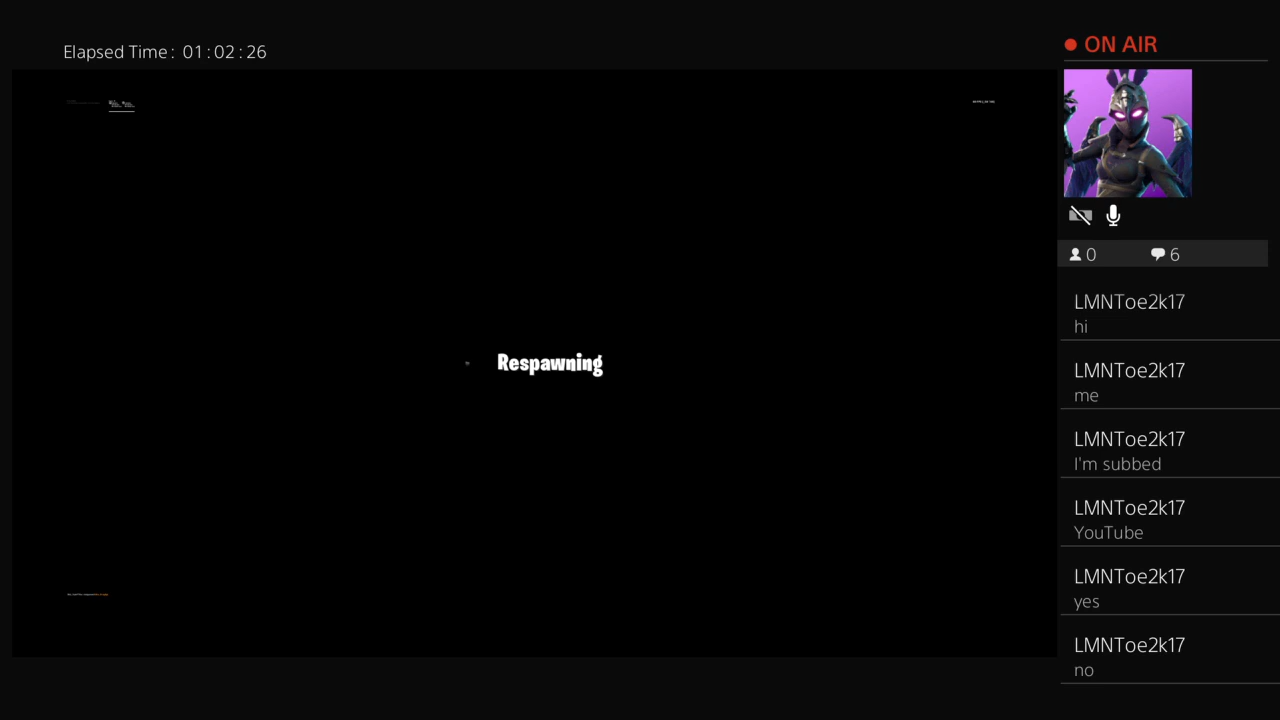 Elapsed Time: 01:02:26
ON AIR
0
6
Respawning
LMNToe2k17
hi
LMNToe2k17
me
LMNToe2k17
I'm subbed
LMNToe2k17
YouTube
LMNToe2k17
yes
LMNToe2k17
no